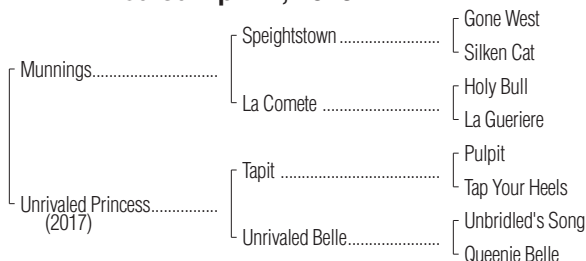 Gone West
Speightstown
Silken Cat
Munnings
Holy Bull
La Comete
La Gueriere
Pulpit
Tapit
Tap Your Heels
Unrivaled Princess
(2017)
Unbridled's Song
Unrivaled Belle
Queenie Belle